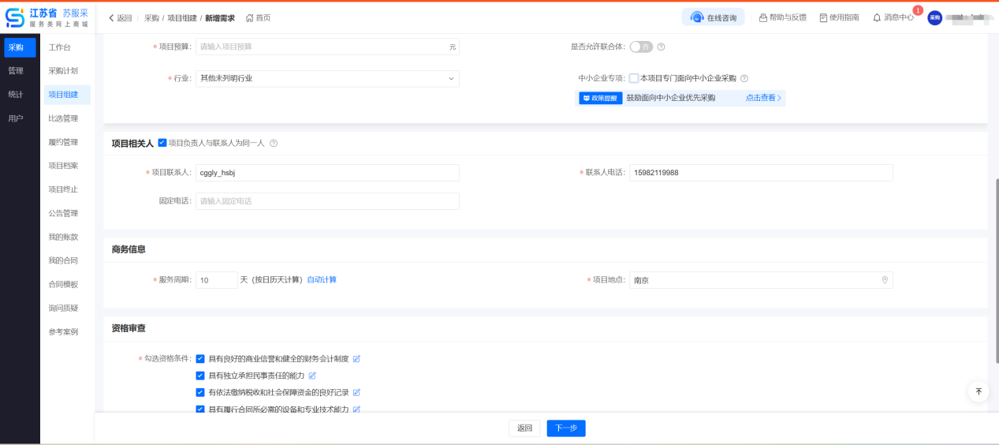 江苏省 苏服采
服务类网上商城
返回 采购 / 项目组建 / 新增需求 首页
在线咨询 帮助与反馈 使用指南 消息中心 1 采购
采购
管理
统计
用户
工作台
采购计划
项目组建
比选管理
履约管理
项目档案
项目终止
公告管理
我的账款
我的合同
合同模板
询问质疑
参考案例
* 项目预算: 请输入项目预算 元 是否允许联合体: 否
* 行业: 其他未列明行业 中小企业专项: 本项目专门面向中小企业采购
政策提醒 鼓励面向中小企业优先采购 点击查看
项目相关人 项目负责人与联系人为同一人
* 项目联系人: cggly_hsbj * 联系人电话: 15982119988
固定电话: 请输入固定电话
商务信息
* 服务周期: 10 天 (按日历天计算) 自动计算 * 项目地点: 南京
资格审查
* 勾选资格条件: 具有良好的商业信誉和健全的财务会计制度
具有独立承担民事责任的能力
有依法缴纳税收和社会保障资金的良好记录
具有履行合同所必需的设备和专业技术能力
返回 下一步